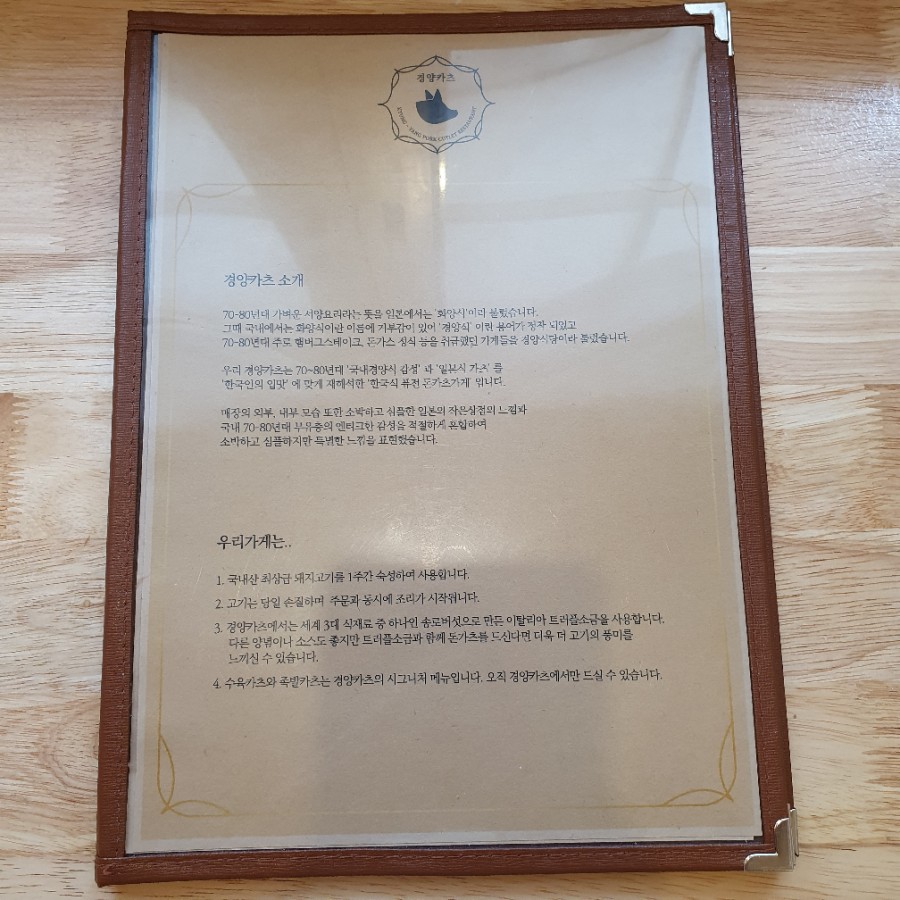 경양카츠
KYUNG - YANG PORK CUTLET RESTAURANT
경양카츠 소개
70-80년대 가벼운 서양요리라는 뜻을 일본에서는 '화양식'이라 불렀습니다.
그때 국내에서는 화양식이란 이름에 거부감이 있어 '경양식' 이란 용어가 정착 되었고
70-80년대 주로 햄버그스테이크, 돈가스 정식 등을 취급했던 가게들을 경양식당이라 불렀습니다.
우리 경양카츠는 70~80년대 '국내경양식 감성' 과 '일본식 카츠' 를
'한국인의 입맛' 에 맞게 재해석한 '한국식 퓨전 돈카츠가게' 입니다.
매장의 외부, 내부 모습 또한 소박하고 심플한 일본의 작은상점의 느낌과
국내 70-80년대 부유층의 엔티크한 감성을 적절하게 혼합하여
소박하고 심플하지만 특별한 느낌을 표현했습니다.
우리가게는..
1. 국내산 최상급 돼지고기를 1주간 숙성하여 사용합니다.
2. 고기는 당일 손질하며 주문과 동시에 조리가 시작됩니다.
3. 경양카츠에서는 세계 3대 식재료 중 하나인 송로버섯으로 만든 이탈리아 트러플소금을 사용합니다.
다른 양념이나 소스도 좋지만 트러플소금과 함께 돈가츠를 드신다면 더욱 더 고기의 풍미를
느끼실 수 있습니다.
4. 수육카츠와 족발카츠는 경양카츠의 시그니처 메뉴입니다. 오직 경양카츠에서만 드실 수 있습니다.